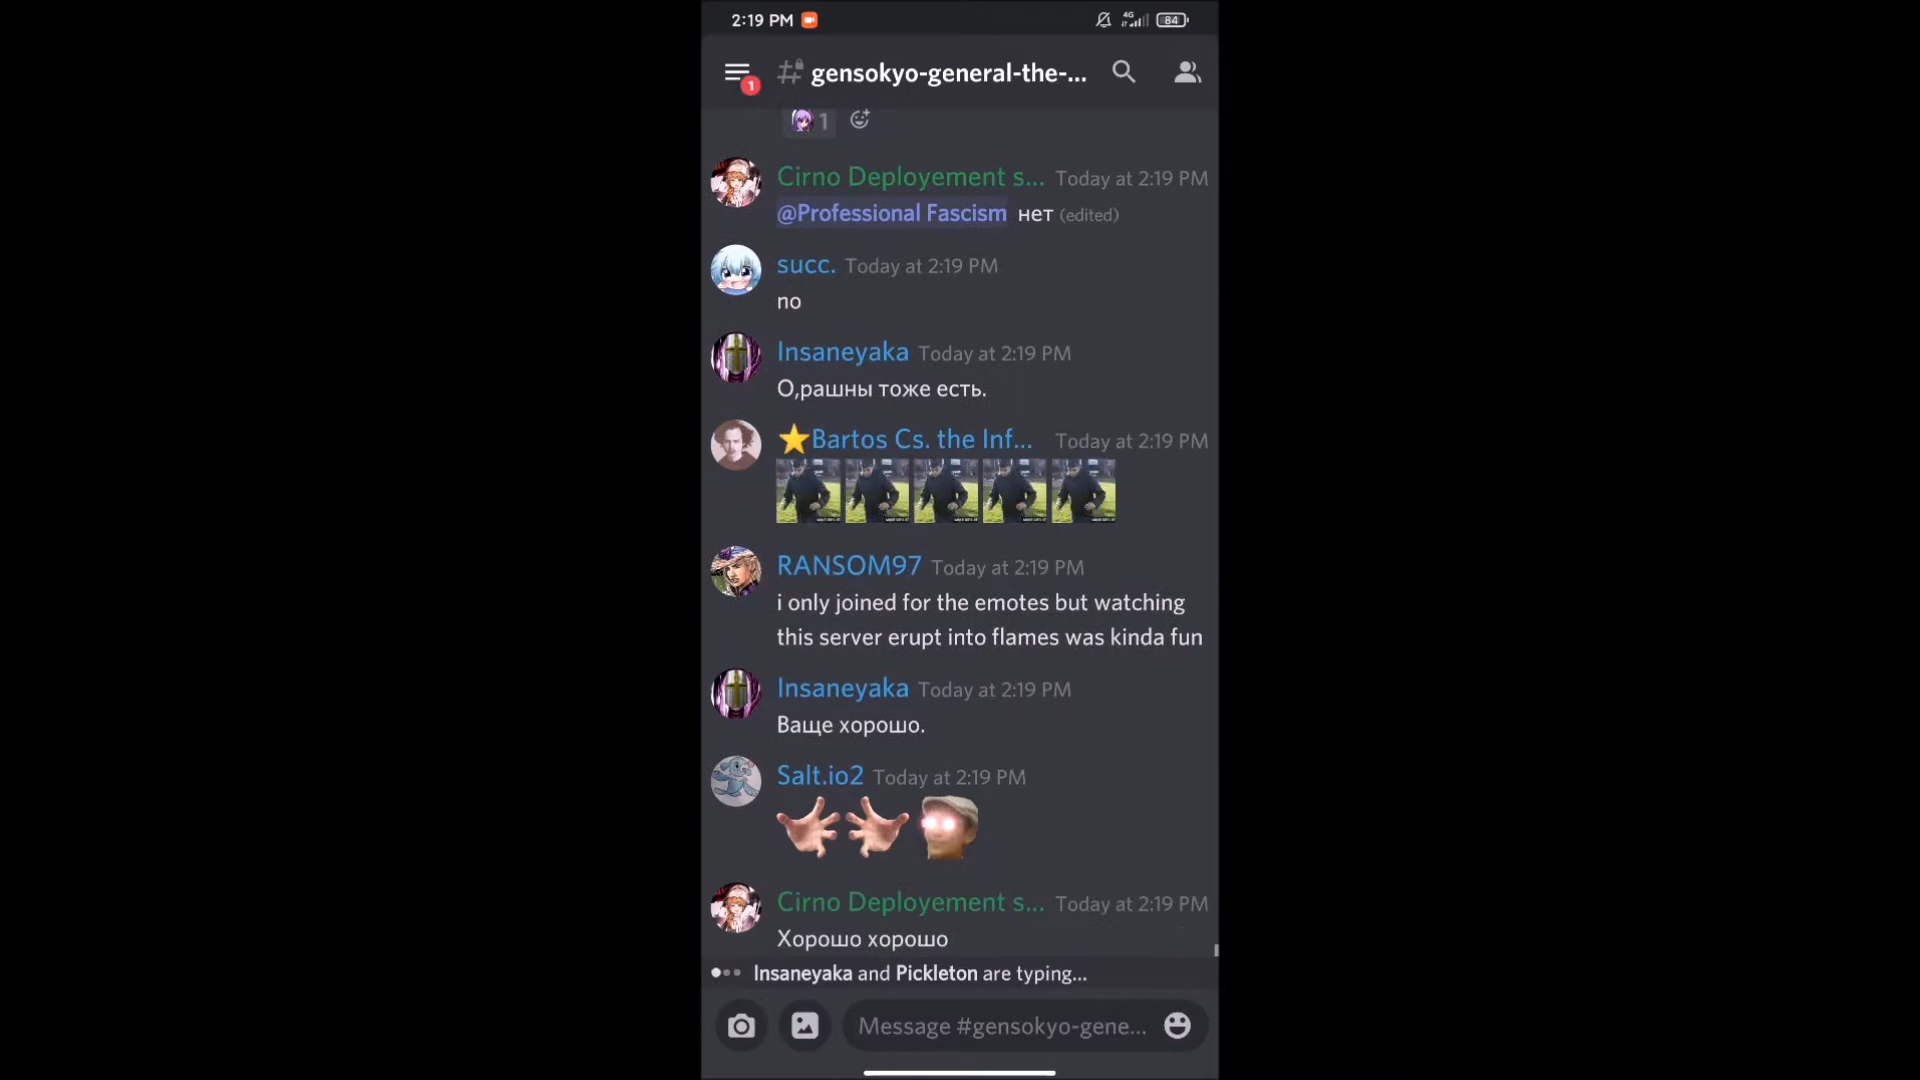 2:19 PM 4G 84
1 gensokyo-general-the-...
1
Cirno Deployement s... Today at 2:19 PM
@Professional Fascism нет (edited)
succ. Today at 2:19 PM
no
Insaneyaka Today at 2:19 PM
О,рашны тоже есть.
Bartos Cs. the Inf... Today at 2:19 PM
RANSOM97 Today at 2:19 PM
i only joined for the emotes but watching
this server erupt into flames was kinda fun
Insaneyaka Today at 2:19 PM
Ваще хорошо.
Salt.io2 Today at 2:19 PM
Cirno Deployement s... Today at 2:19 PM
Хорошо хорошо
Insaneyaka and Pickleton are typing...
Message #gensokyo-gene...